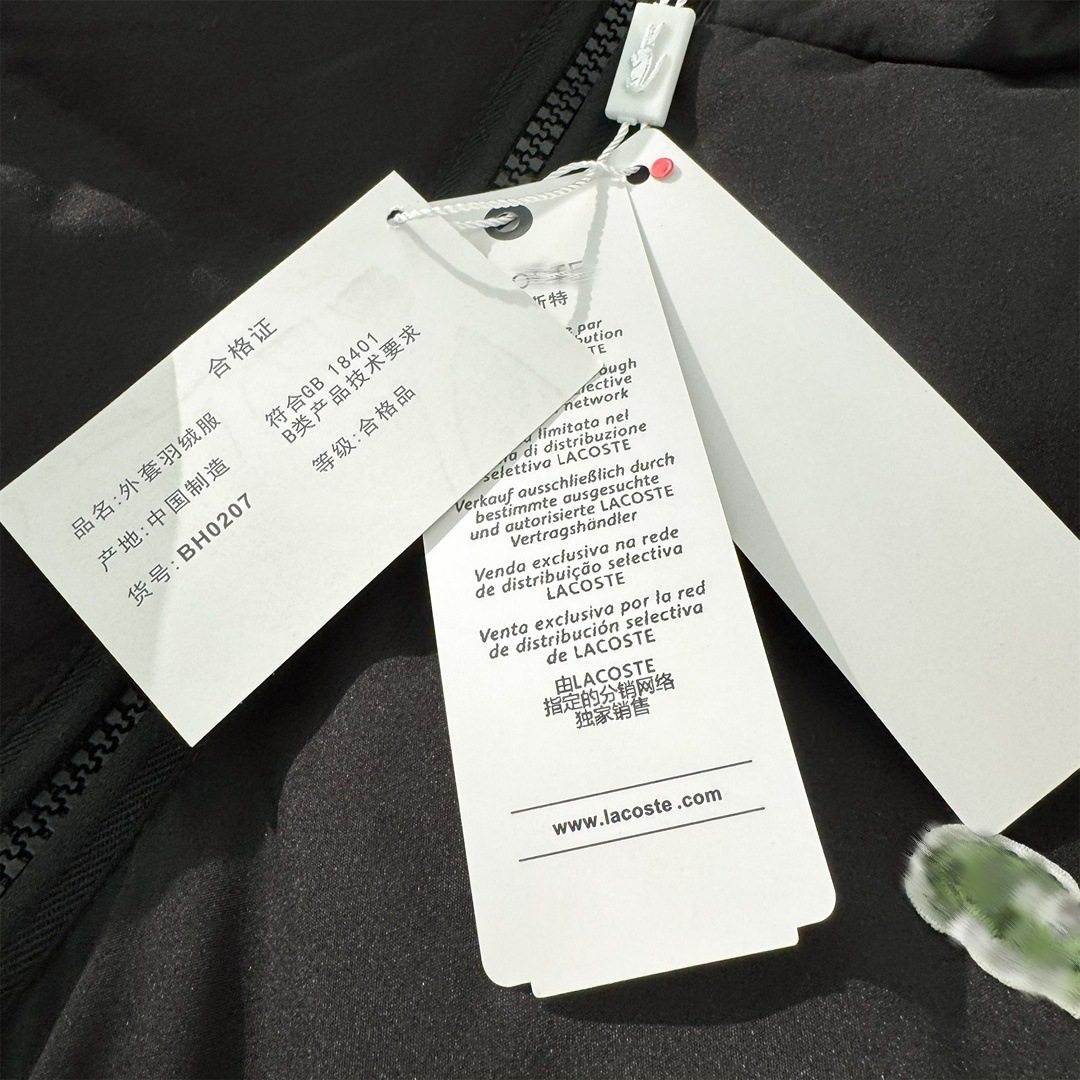 合格证
品名:外套羽绒服
产地:中国制造
货号:BH0207
符合GB 18401
B类产品技术要求
等级:合格品
斯特
par
TE
network
limitata nel
di distribuzione
selettiva LACOSTE
Verkauf ausschließlich durch
bestimmte ausgesuchte
und autorisierte LACOSTE
Vertragshändler
Venda exclusiva na rede
de distribuição selectiva
LACOSTE
Venta exclusiva por la red
de distribución selectiva
de LACOSTE
由LACOSTE
指定的分销网络
独家销售
www.lacoste .com